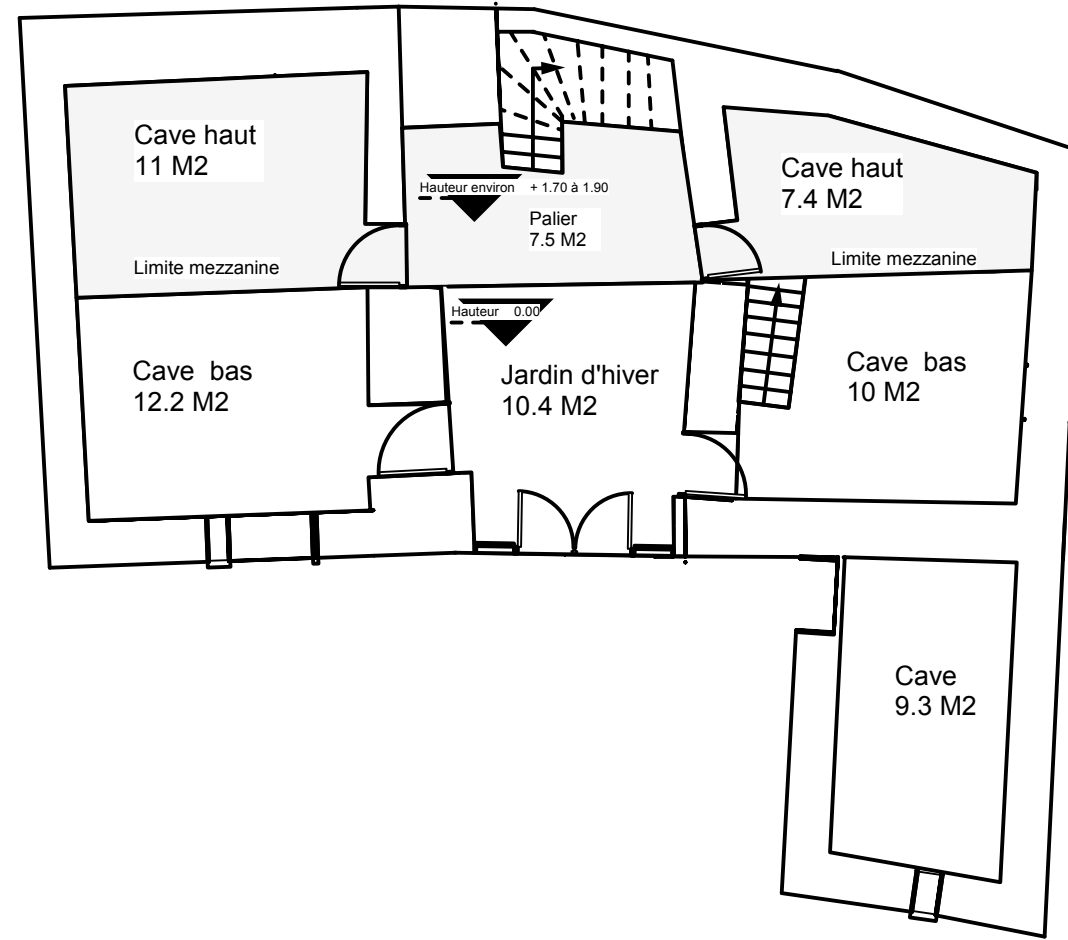 Cave haut
11 M2
Limite mezzanine
Hauteur environ + 1.70 à 1.90
Palier
7.5 M2
Cave haut
7.4 M2
Limite mezzanine
Cave bas
12.2 M2
Hauteur 0.00
Jardin d'hiver
10.4 M2
Cave bas
10 M2
Cave
9.3 M2